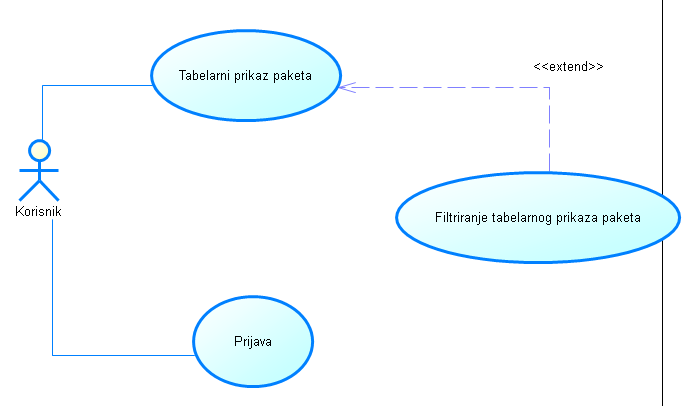 <<extend>>
Tabelarni prikaz paketa
Korisnik
Filtriranje tabelarnog prikaza paketa
Prijava